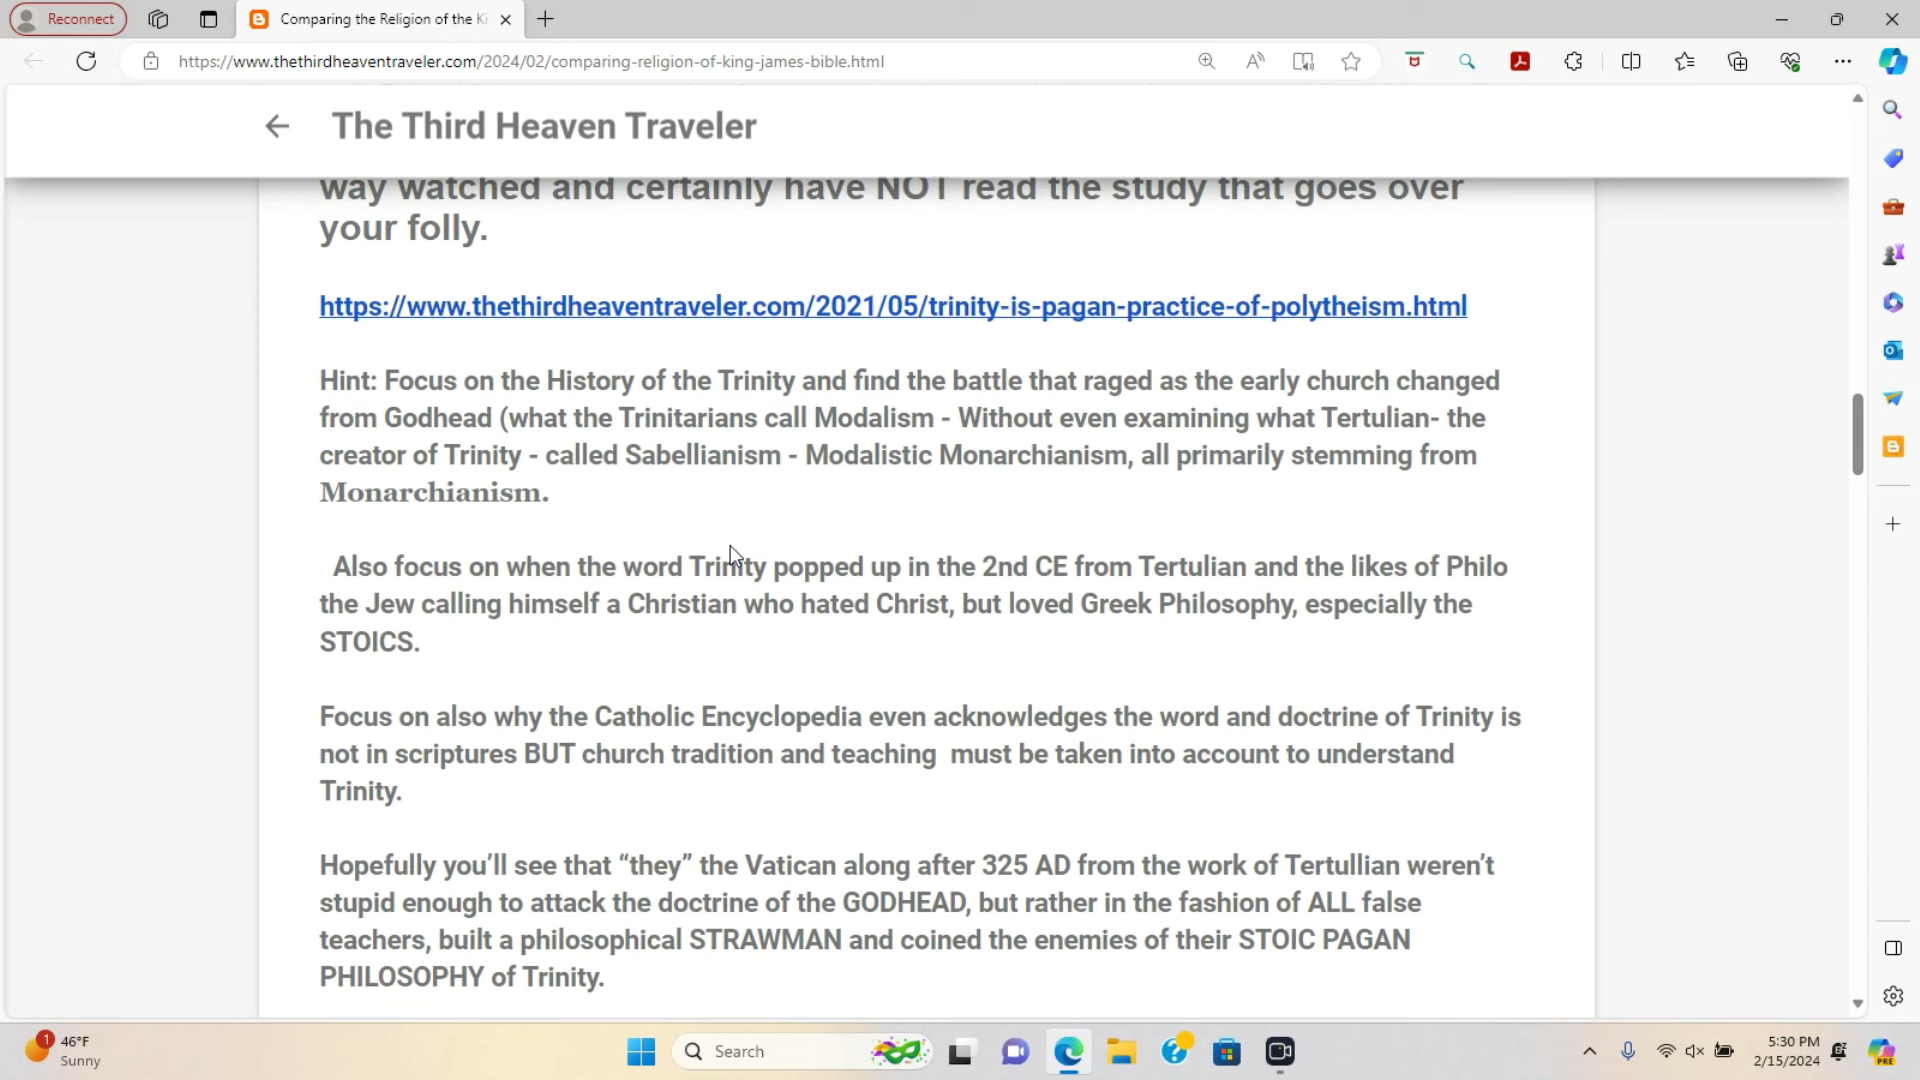 Reconnect
Comparing the Religion of the Ki
https://www.thethirdheaventraveler.com/2024/02/comparing-religion-of-king-james-bible.html
The Third Heaven Traveler
way watched and certainly have NOT read the study that goes over
your folly.
https://www.thethirdheaventraveler.com/2021/05/trinity-is-pagan-practice-of-polytheism.html
Hint: Focus on the History of the Trinity and find the battle that raged as the early church changed
from Godhead (what the Trinitarians call Modalism - Without even examining what Tertulian- the
creator of Trinity - called Sabellianism - Modalistic Monarchianism, all primarily stemming from
Monarchianism.
Also focus on when the word Trinity popped up in the 2nd CE from Tertulian and the likes of Philo
the Jew calling himself a Christian who hated Christ, but loved Greek Philosophy, especially the
STOICS.
Focus on also why the Catholic Encyclopedia even acknowledges the word and doctrine of Trinity is
not in scriptures BUT church tradition and teaching  must be taken into account to understand
Trinity.
Hopefully you’ll see that “they” the Vatican along after 325 AD from the work of Tertullian weren’t
stupid enough to attack the doctrine of the GODHEAD, but rather in the fashion of ALL false
teachers, built a philosophical STRAWMAN and coined the enemies of their STOIC PAGAN
PHILOSOPHY of Trinity.
1
46°F
Sunny
Search
5:30 PM
2/15/2024
PRE